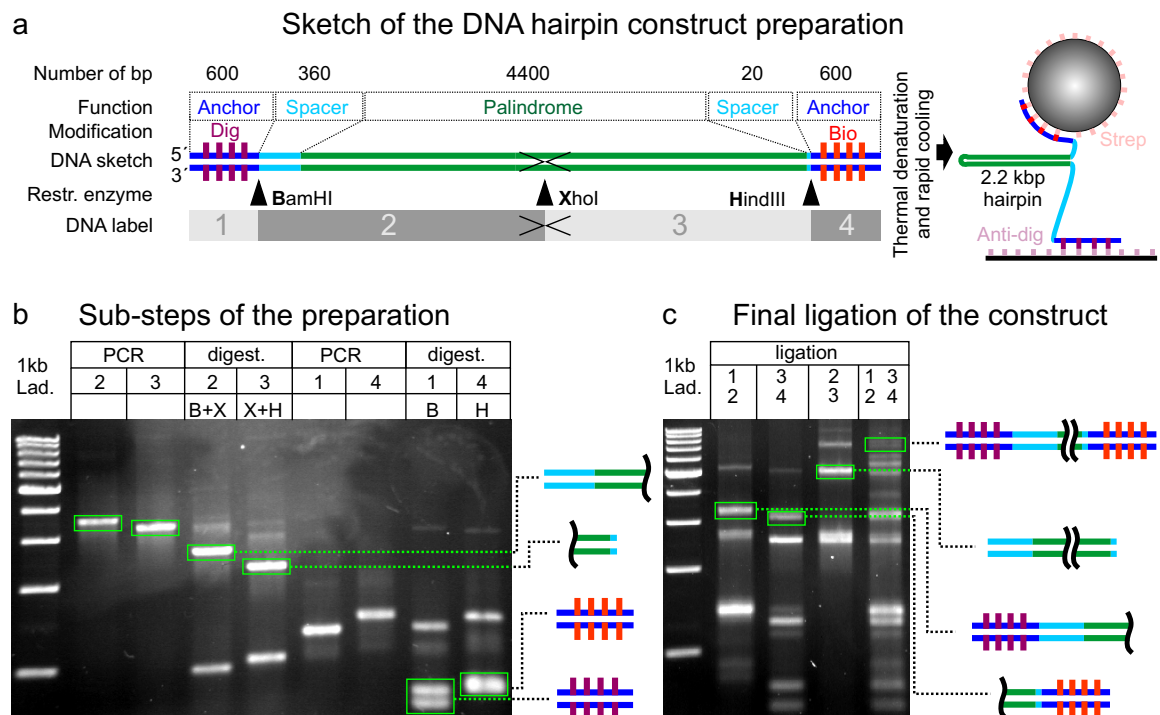 a Sketch of the DNA hairpin construct preparation
Number of bp 600 360 4400 20 600
Function Anchor Spacer Palindrome Spacer Anchor
Modification Dig Bio
DNA sketch 5´
3´
Restr. enzyme BamHI XhoI HindIII
DNA label 1 2 3 4
Thermal denaturation
and rapid cooling
Strep
2.2 kbp
hairpin
Anti-dig
b Sub-steps of the preparation
PCR digest. PCR digest.
1kb
Lad.
2 3 2 3 1 4 1 4
B+X X+H B H
c Final ligation of the construct
ligation
1kb
Lad.
1 3 2 1 3
2 4 3 2 4